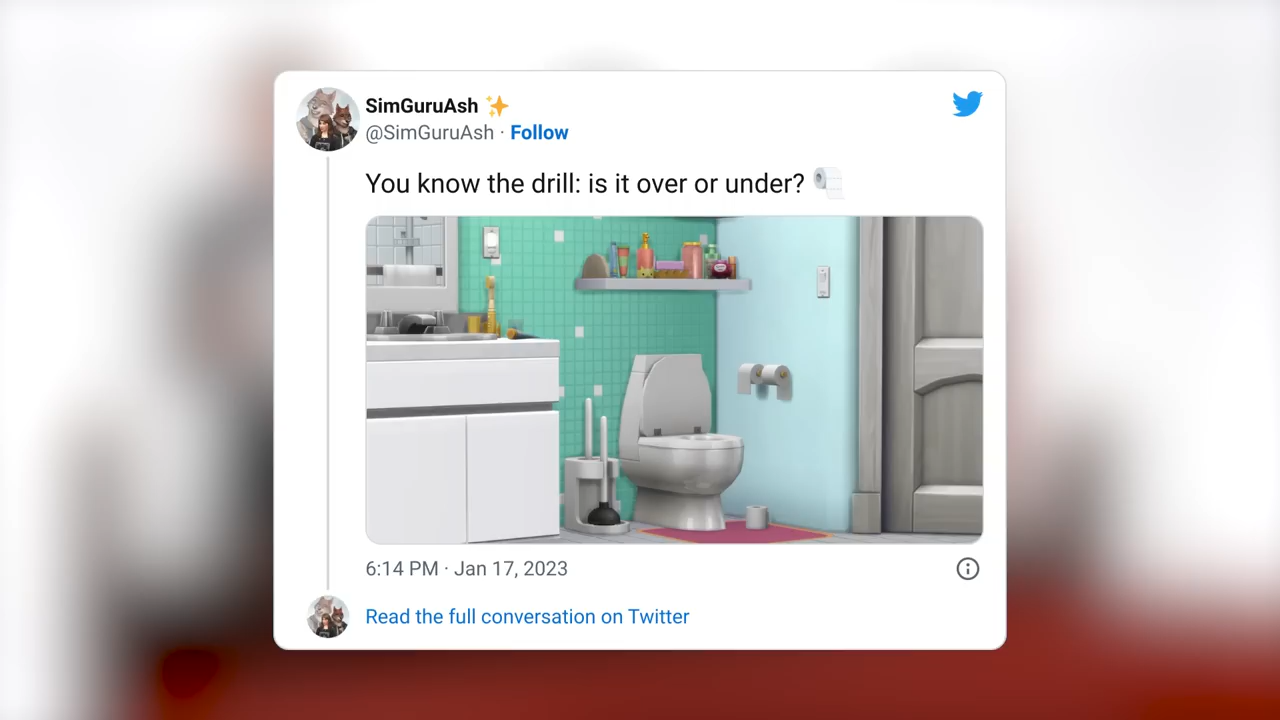 SimGuruAsh ✨
@SimGuruAsh · Follow
You know the drill: is it over or under? 🧻
6:14 PM · Jan 17, 2023
Read the full conversation on Twitter